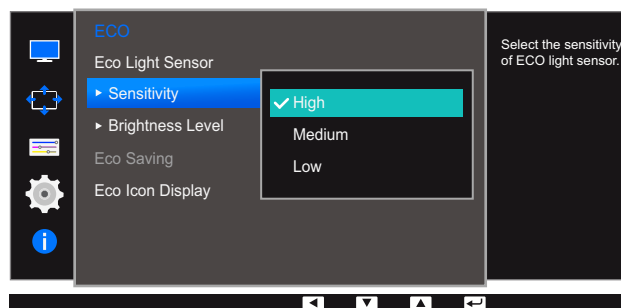 ECO
Eco Light Sensor
Sensitivity
Brightness Level
Eco Saving
Eco Icon Display
High
Medium
Low
Select the sensitivity
of ECO light sensor.